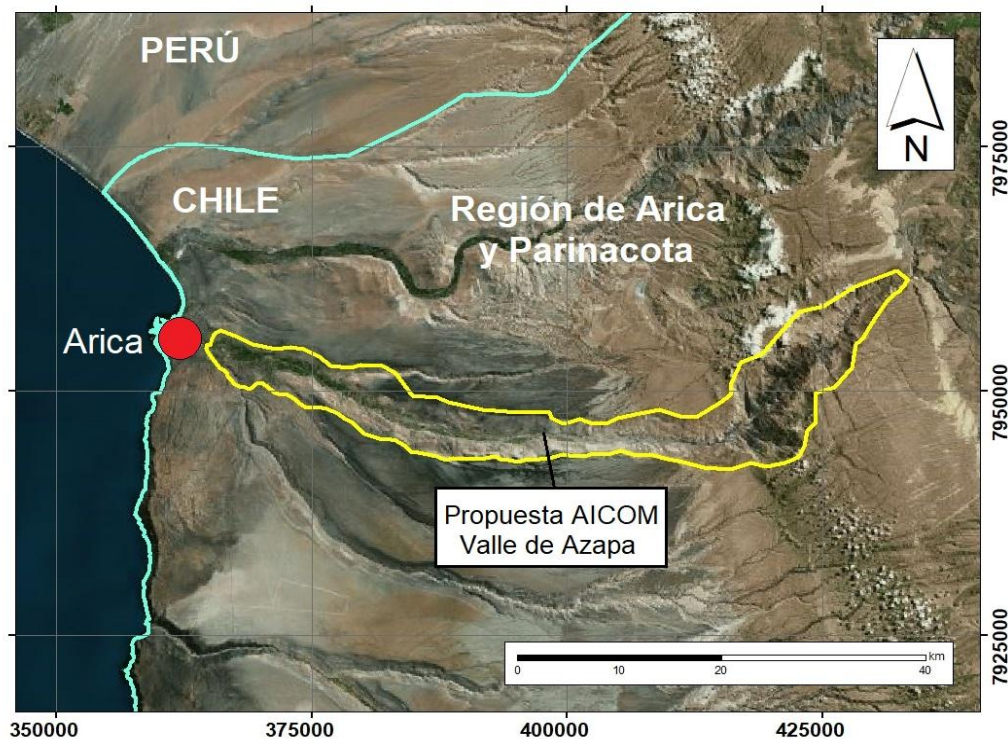 PERÚ
N
7975000
CHILE
Región de Arica
y Parinacota
Arica
7950000
Propuesta AICOM
Valle de Azapa
7925000
km
0 10 20 40
350000 375000 400000 425000